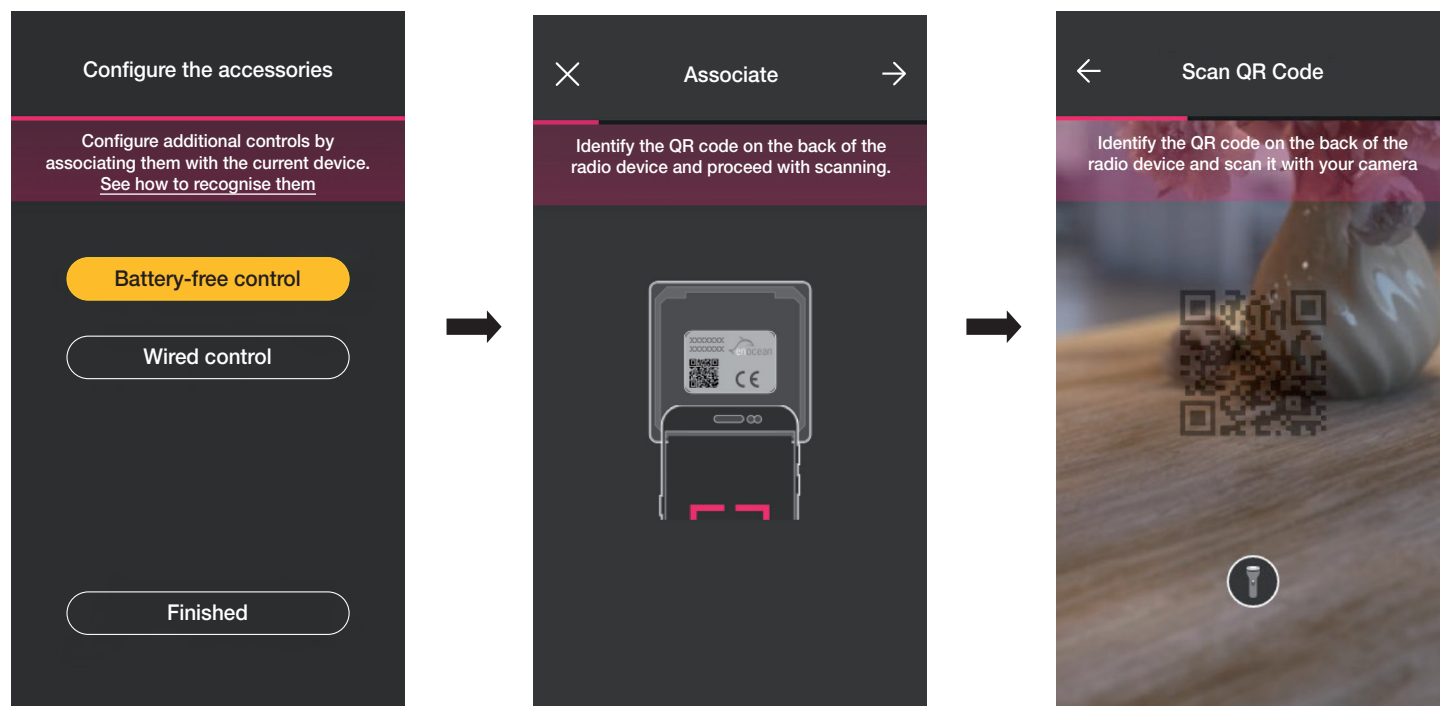 Configure the accessories
Configure additional controls by
associating them with the current device.
See how to recognise them
Battery-free control
Wired control
Finished
Associate
Identify the QR code on the back of the
radio device and proceed with scanning.
XXXXXXX
XXXXXXX
enocean
CE
Scan QR Code
Identify the QR code on the back of the
radio device and scan it with your camera